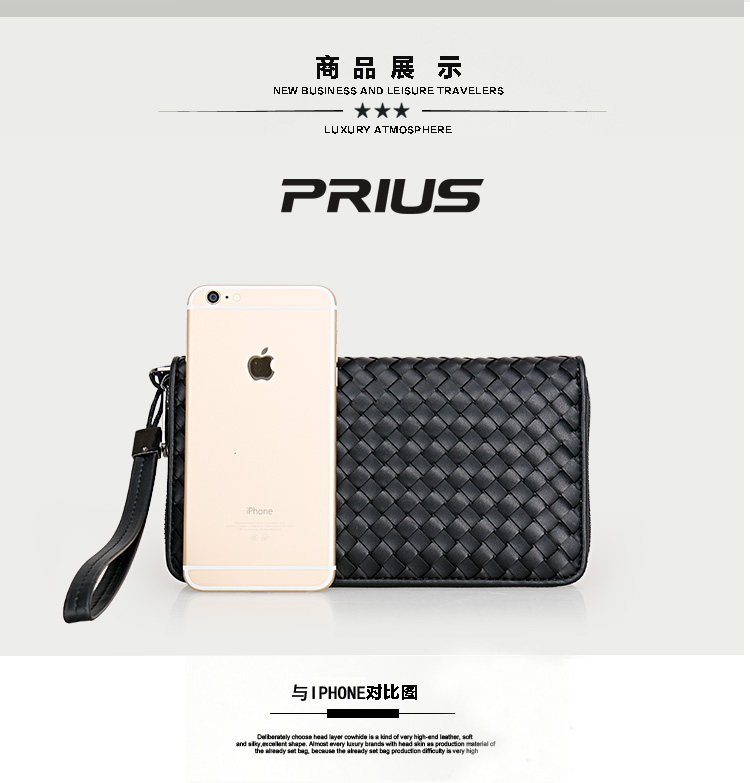 商品展示
NEW BUSINESS AND LEISURE TRAVELERS
LUXURY ATMOSPHERE
PRIUS
iPhone
与IPHONE对比图
Deliberately choose head layer cowhide is a kind of very high-end leather, soft
and silky,excellent shape. Almost every luxury brands with head skin as production material of
the already set bag, because the already set bag production difficulty is very high